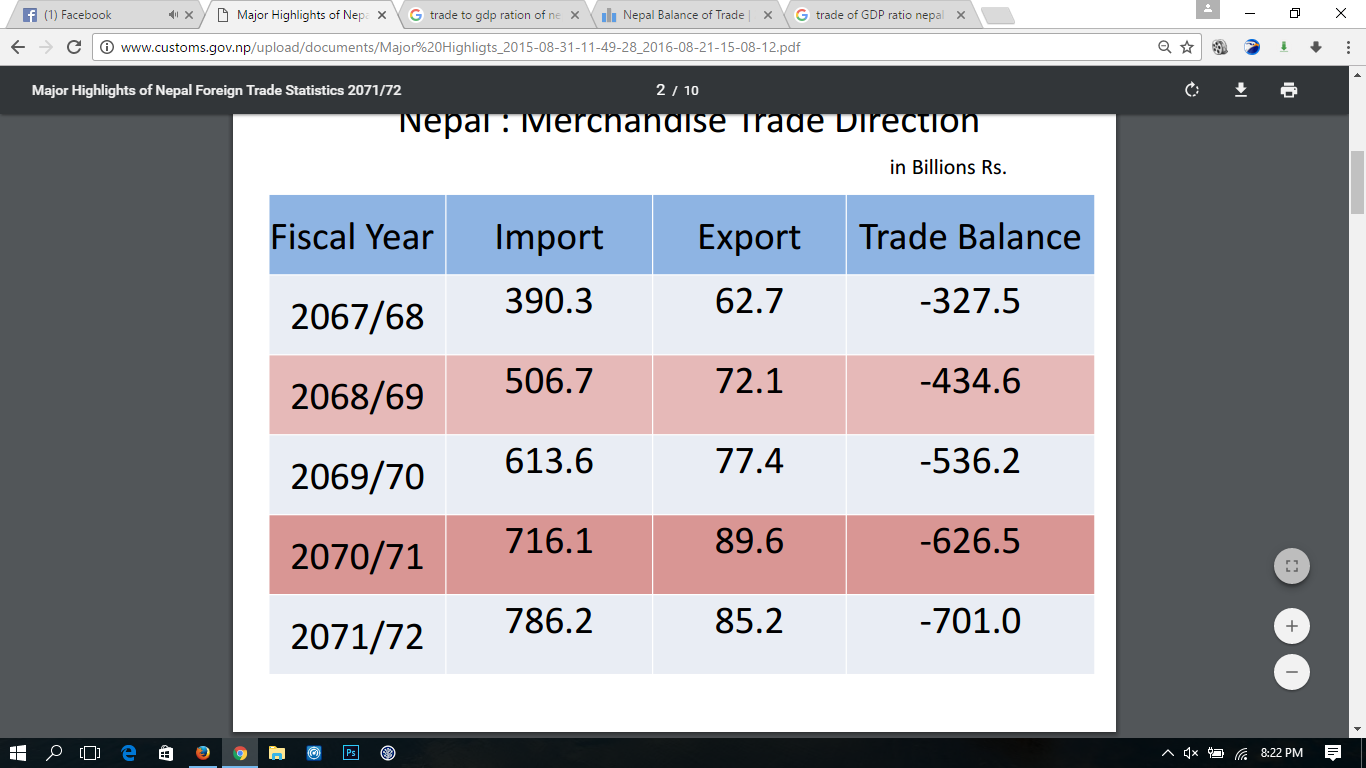 (1) Facebook
Major Highlights of Nepa
trade to gdp ration of ne
Nepal Balance of Trade |
trade of GDP ratio nepal
www.customs.gov.np/upload/documents/Major%20Highligts_2015-08-31-11-49-28_2016-08-21-15-08-12.pdf
Major Highlights of Nepal Foreign Trade Statistics 2071/72
2 / 10
Nepal : Merchandise Trade Direction
in Billions Rs.
Fiscal Year Import Export Trade Balance
2067/68 390.3 62.7 -327.5
2068/69 506.7 72.1 -434.6
2069/70 613.6 77.4 -536.2
2070/71 716.1 89.6 -626.5
2071/72 786.2 85.2 -701.0
Ps
8:22 PM